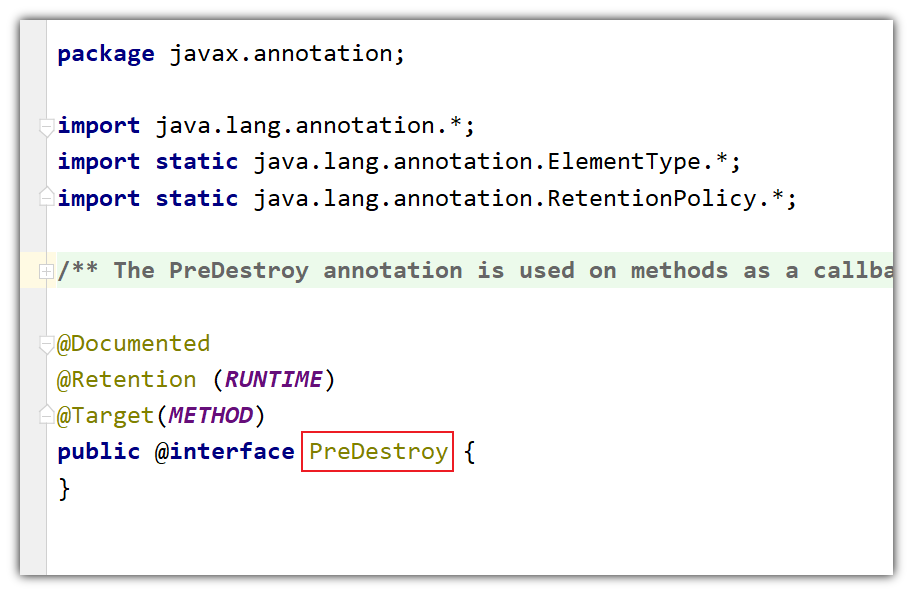 package javax.annotation;
import java.lang.annotation.*;
import static java.lang.annotation.ElementType.*;
import static java.lang.annotation.RetentionPolicy.*;
/** The PreDestroy annotation is used on methods as a callba
@Documented
@Retention (RUNTIME)
@Target(METHOD)
public @interface PreDestroy {
}